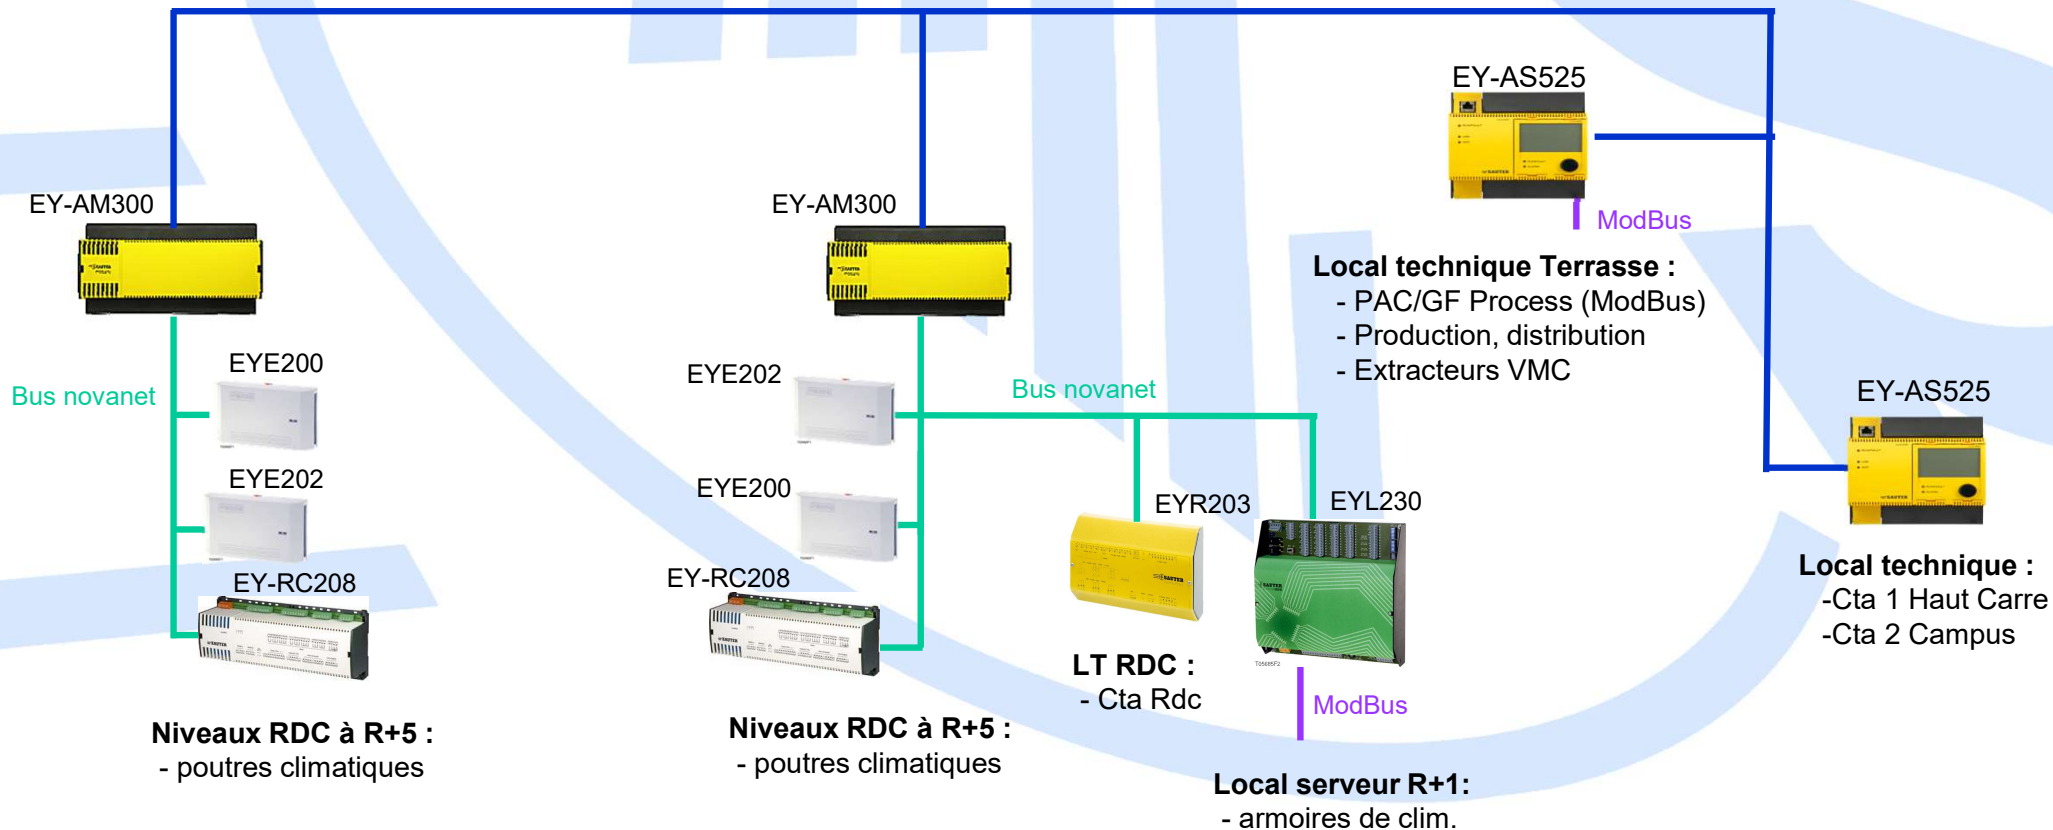 EY-AS525
EY-AM300
EY-AM300
ModBus
Local technique Terrasse :
- PAC/GF Process (ModBus)
- Production, distribution
- Extracteurs VMC
EYE200
EYE202
Bus novanet
Bus novanet
EY-AS525
EYE202
EYE200
EYR203
EYL230
EY-RC208
EY-RC208
SAUTER
SAUTER
Local technique :
-Cta 1 Haut Carre
-Cta 2 Campus
LT RDC :
- Cta Rdc
ModBus
Niveaux RDC à R+5 :
- poutres climatiques
Niveaux RDC à R+5 :
- poutres climatiques
Local serveur R+1:
- armoires de clim.